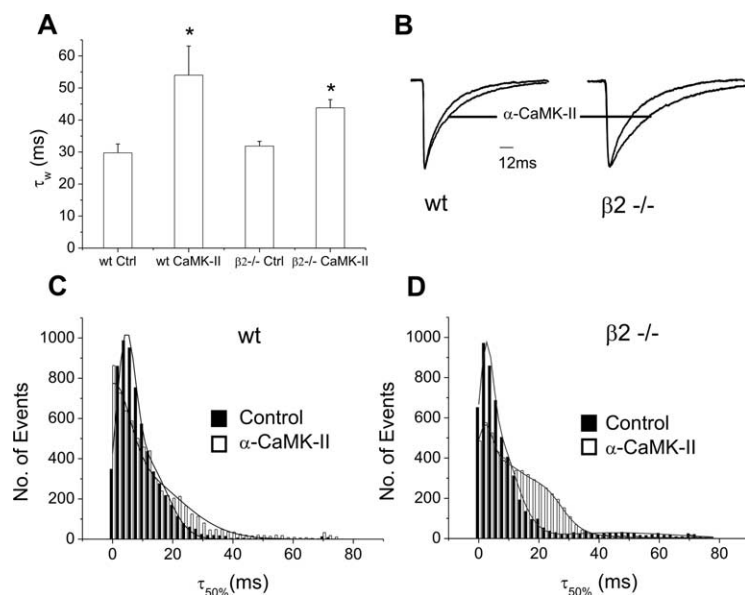 A
τw (ms)
60
50
40
30
20
10
0
wt Ctrl
wt CaMK-II
β2-/- Ctrl
β2-/- CaMK-II
*
*
B
α-CaMK-II
12ms
wt
β2 -/-
C
wt
No. of Events
1000
800
600
400
200
0
Control
α-CaMK-II
0 20 40 60 80
τ50% (ms)
D
β2 -/-
No. of Events
1000
800
600
400
200
0
Control
α-CaMK-II
0 20 40 60 80
τ50% (ms)